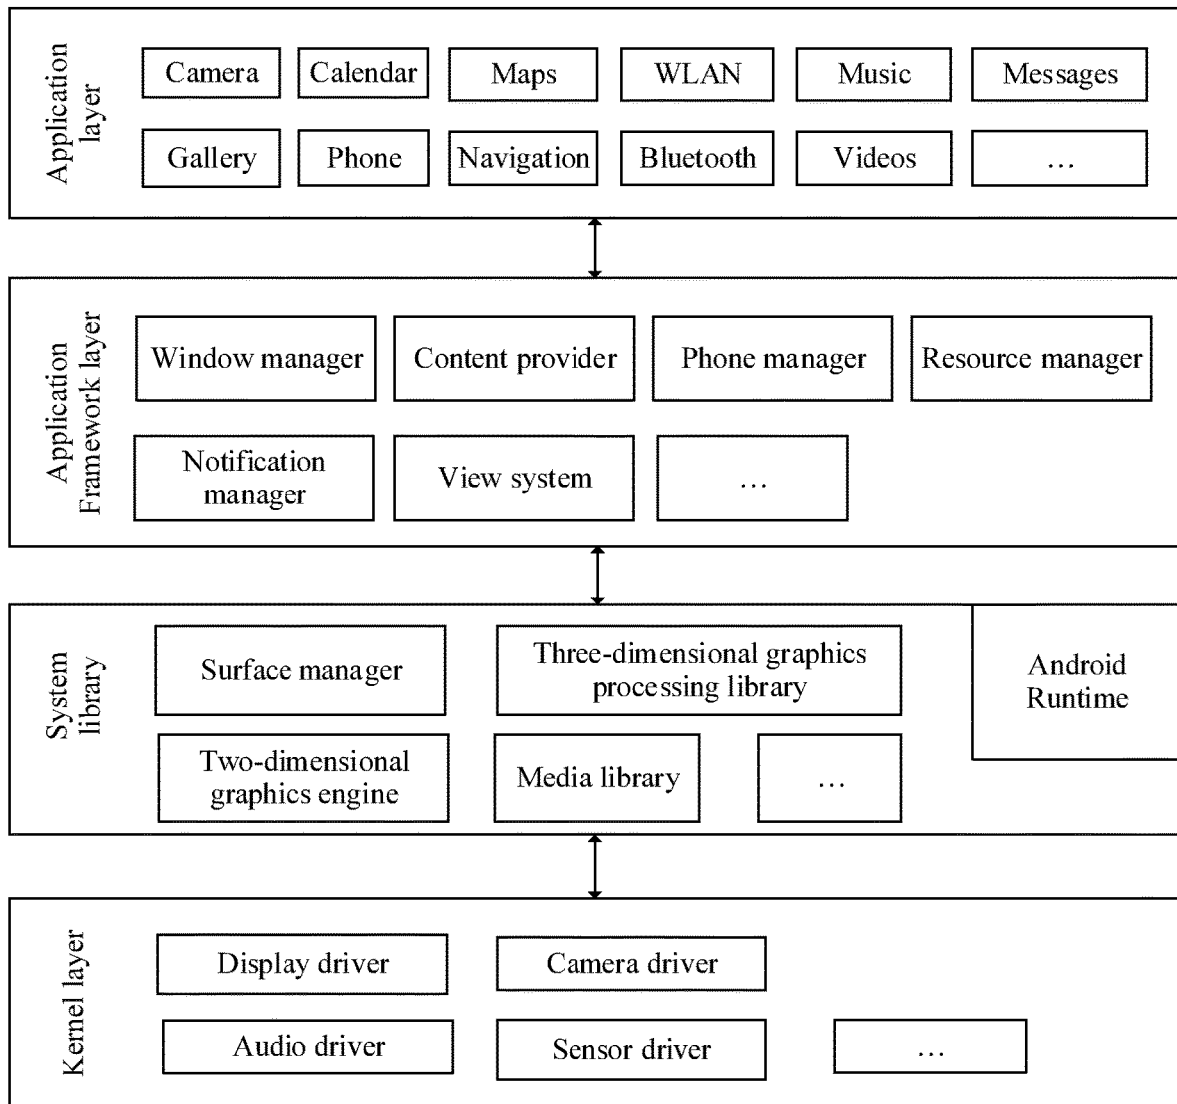 Application
layer
Camera
Calendar
Maps
WLAN
Music
Messages
Gallery
Phone
Navigation
Bluetooth
Videos
…
Application
Framework layer
Window manager
Content provider
Phone manager
Resource manager
Notification
manager
View system
…
System
library
Surface manager
Three-dimensional graphics
processing library
Android
Runtime
Two-dimensional
graphics engine
Media library
…
Kernel layer
Display driver
Camera driver
Audio driver
Sensor driver
…